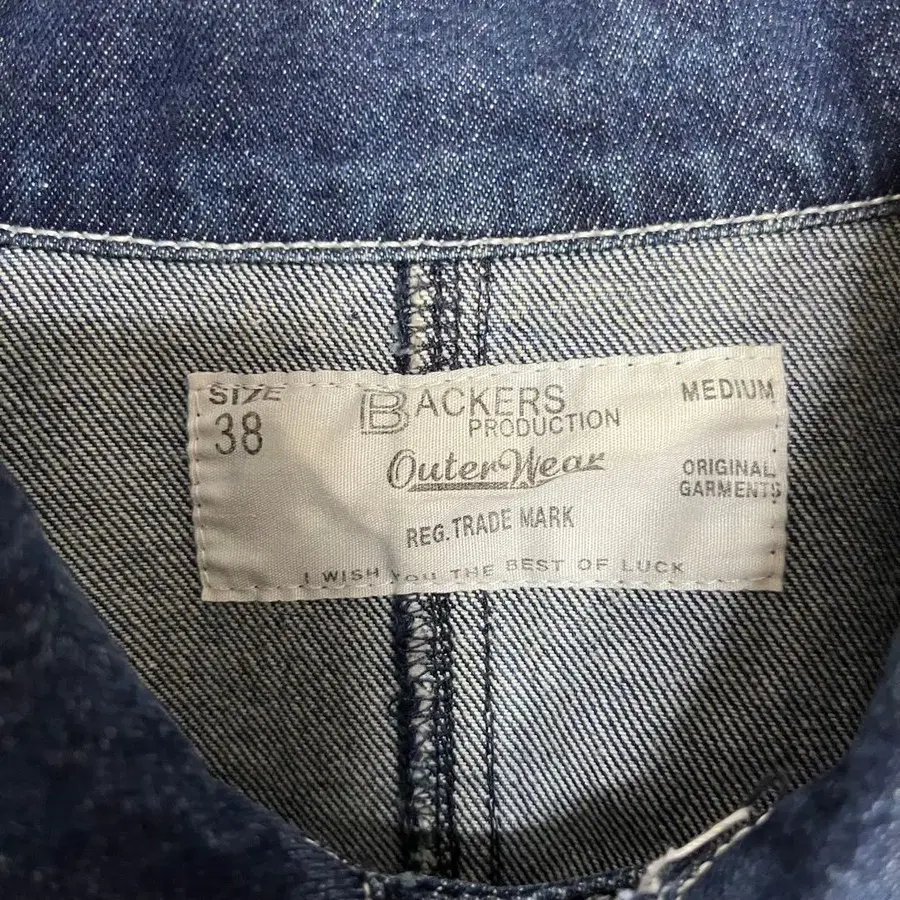 SIZE
38
BACKERS
PRODUCTION
OuterWear
REG. TRADE MARK
MEDIUM
ORIGINAL
GARMENTS
I WISH YOU THE BEST OF LUCK